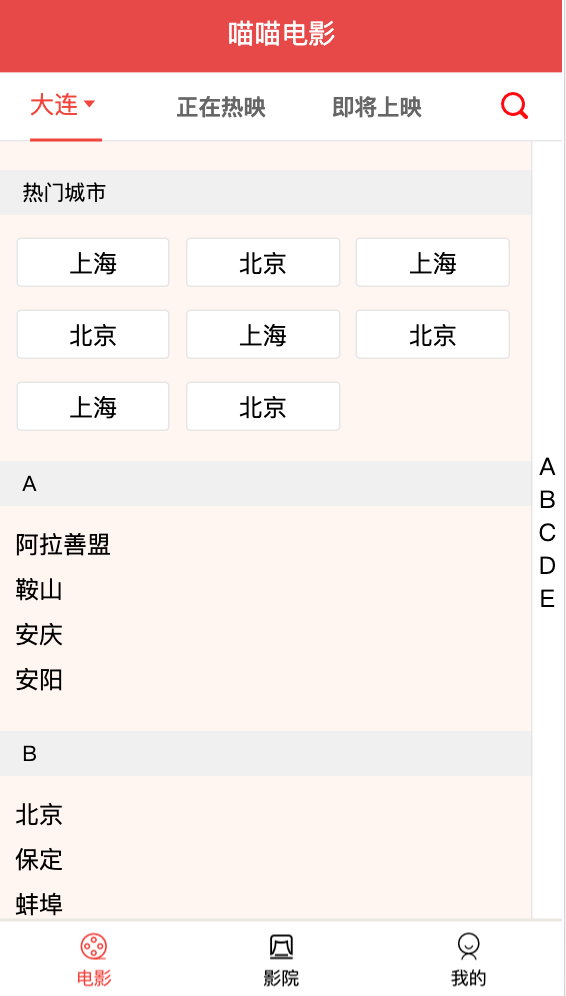 喵喵电影
大连 正在热映 即将上映
热门城市
上海 北京 上海
北京 上海 北京
上海 北京
A
阿拉善盟
鞍山
安庆
安阳
B
北京
保定
蚌埠
A
B
C
D
E
电影 影院 我的